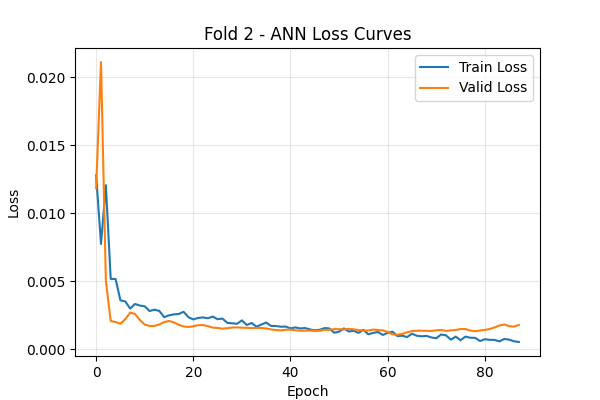 Fold 2 - ANN Loss Curves
Train Loss
Valid Loss
0.020
0.015
0.010
0.005
0.000
Loss
0 20 40 60 80
Epoch